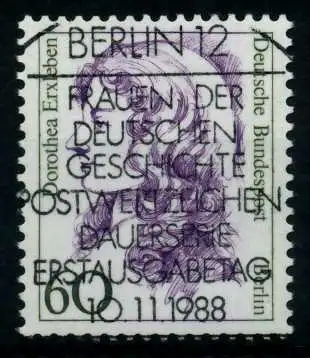 BERLIN 12
FRAUEN DER
DEUTSCHEN
GESCHICHTE
POSTWERTZEICHEN
DAUERSERIE
ERSTAUSGABETAG
10.11.1988
Dorothea Erxleben
Deutsche Bundespost
Berlin
60